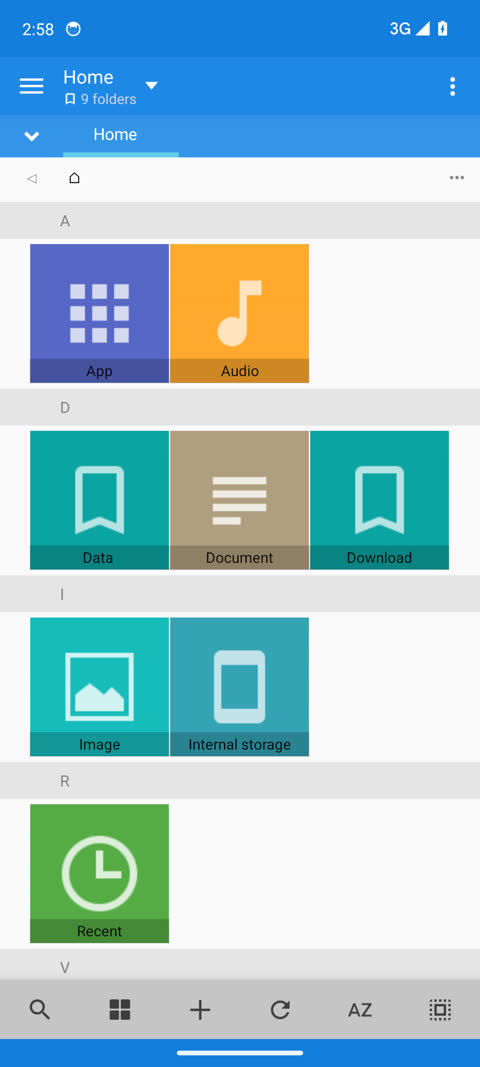 2:58
3G
Home
9 folders
Home
A
App
Audio
D
Data
Document
Download
I
Image
Internal storage
R
Recent
V
AZ